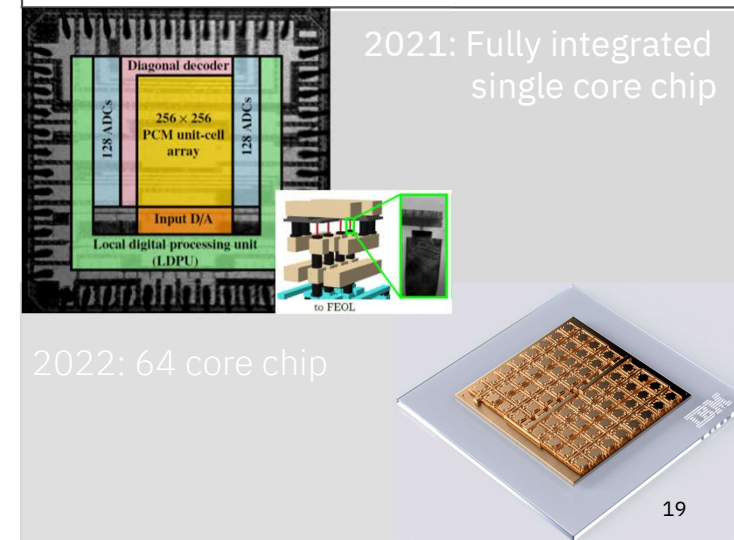 2021: Fully integrated
single core chip
Diagonal decoder
128 ADCs
256 × 256
PCM unit-cell
array
128 ADCs
Input D/A
Local digital processing unit
(LDPU)
to FEOL
2022: 64 core chip
IBM
19